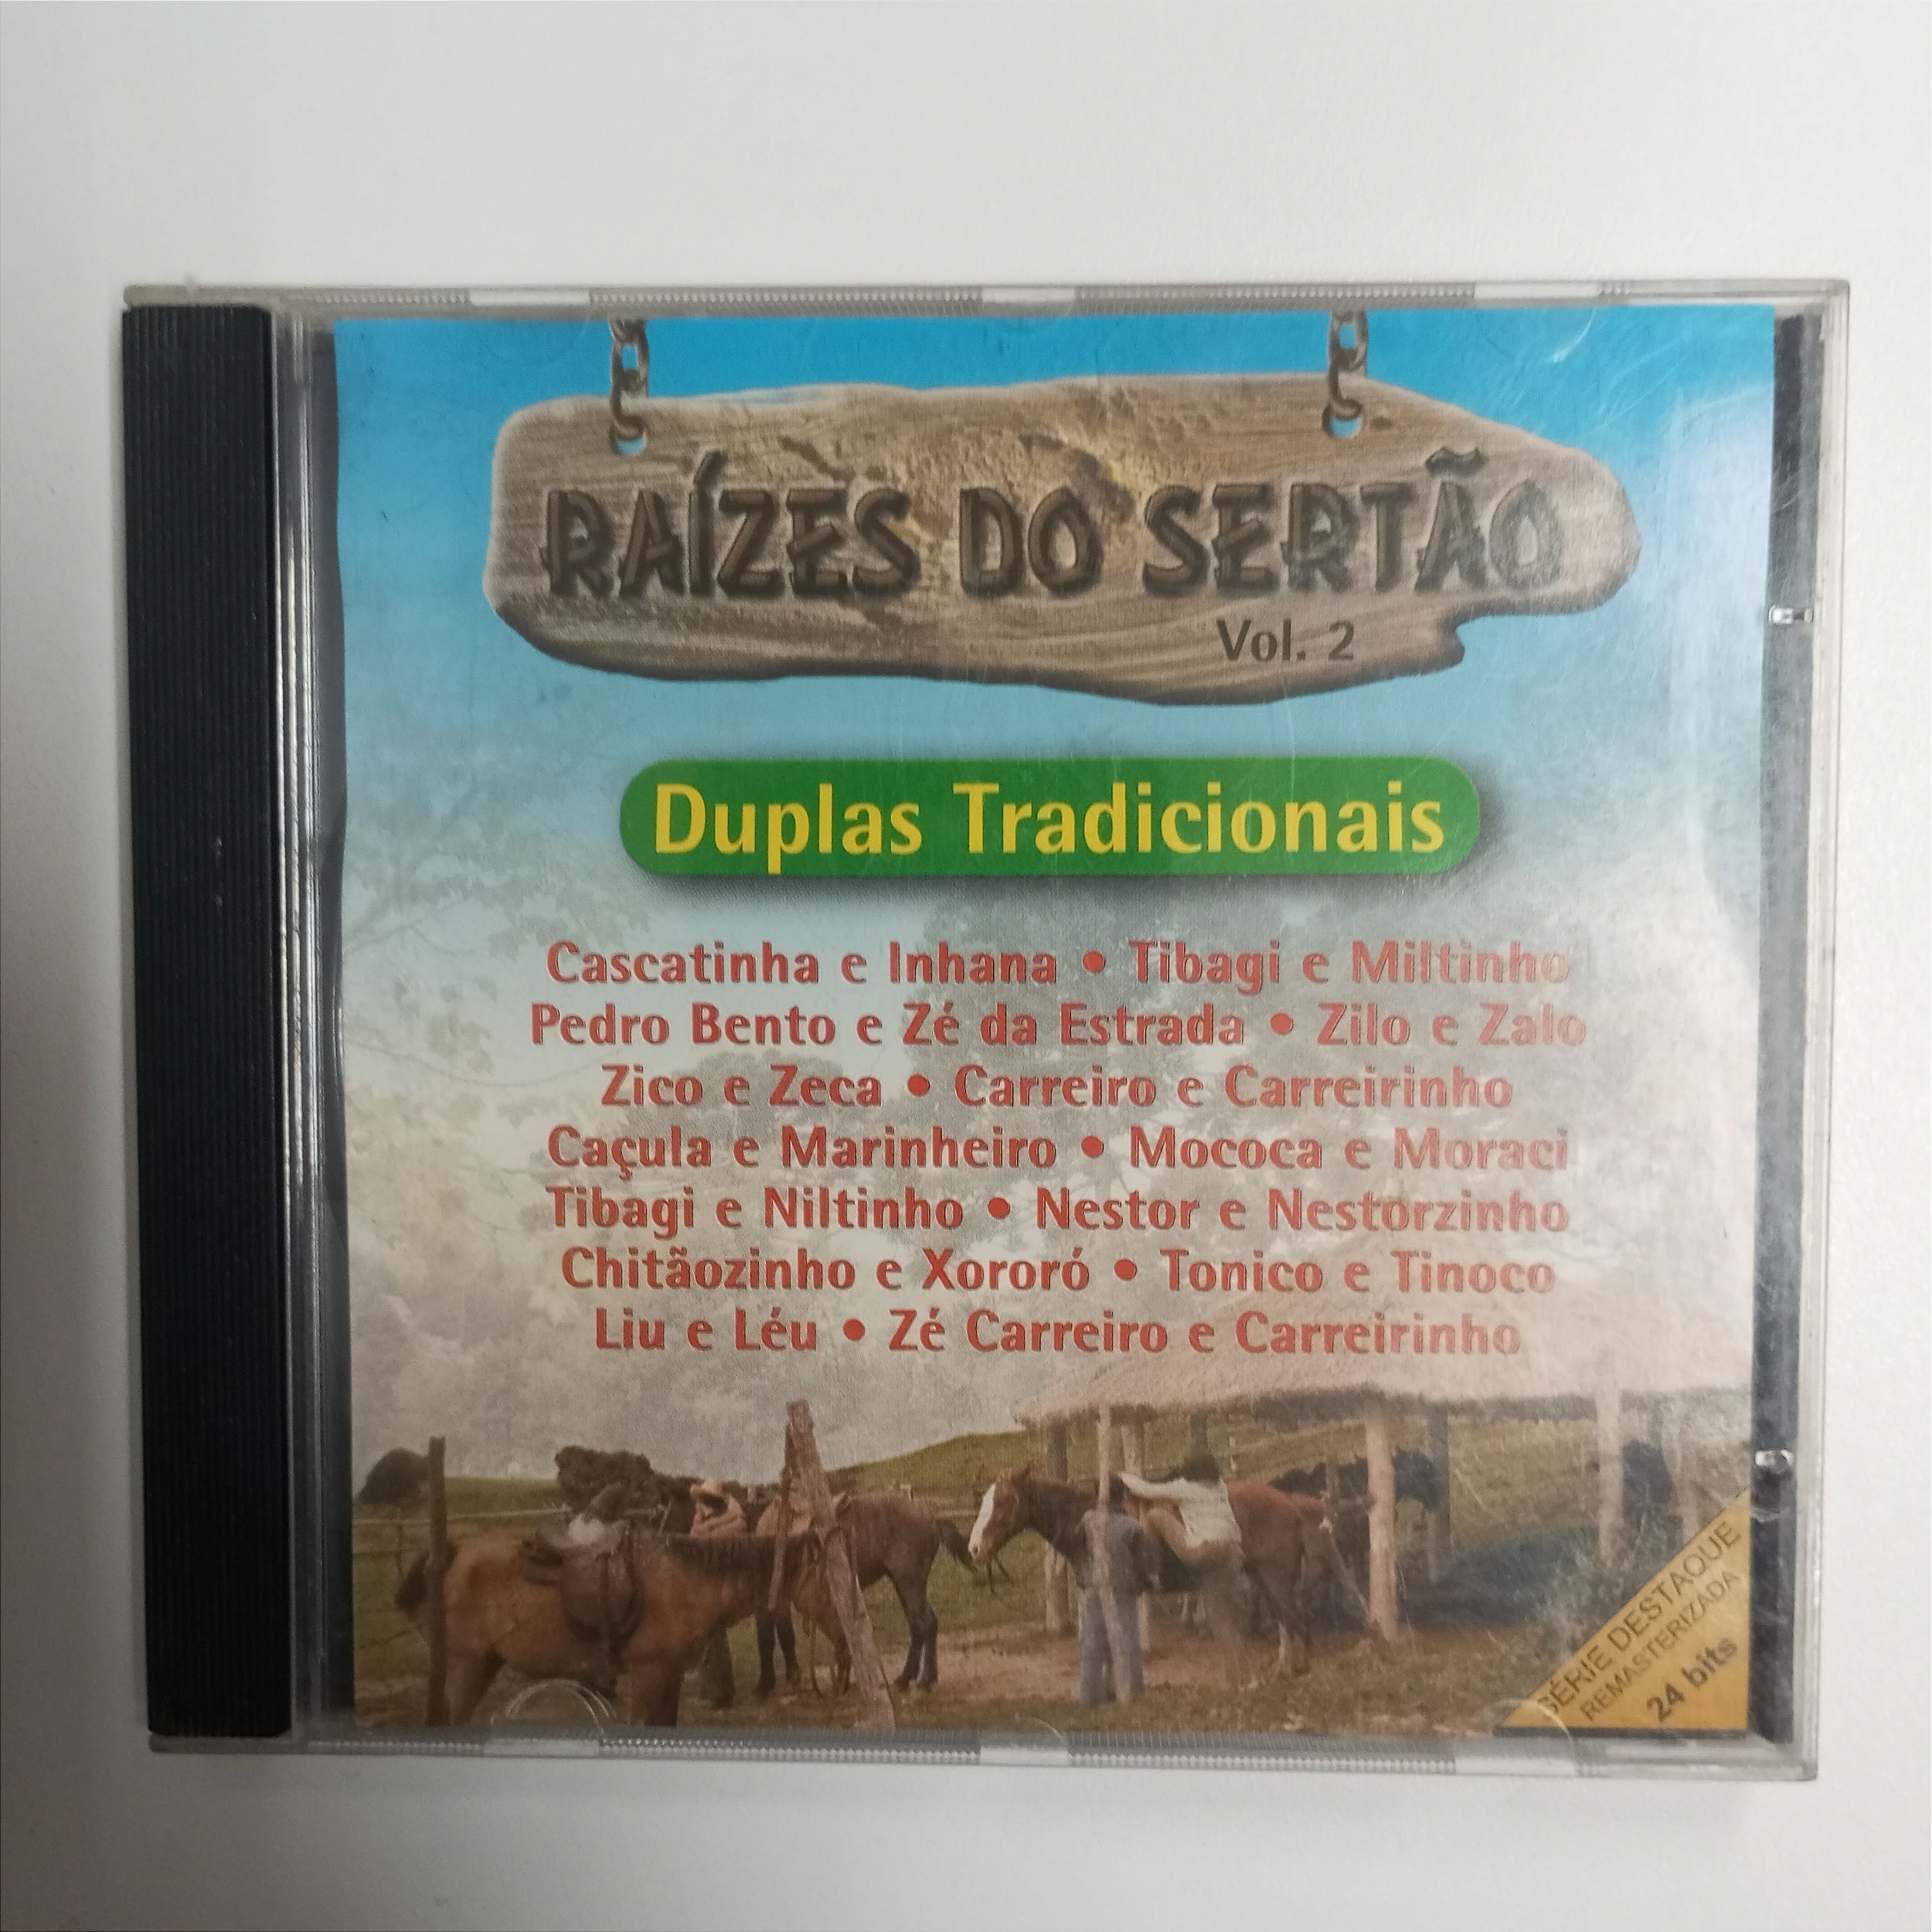 RAÍZES DO SERTÃO
Vol. 2
Duplas Tradicionais
Cascatinha e Inhana • Tibagi e Miltinho
Pedro Bento e Zé da Estrada • Zilo e Zalo
Zico e Zeca • Carreiro e Carreirinho
Caçula e Marinheiro • Mococa e Moraci
Tibagi e Niltinho • Nestor e Nestorzinho
Chitãozinho e Xororó • Tonico e Tinoco
Liu e Léu • Zé Carreiro e Carreirinho
SÉRIE DESTAQUE
REMASTERIZADA
24 bits